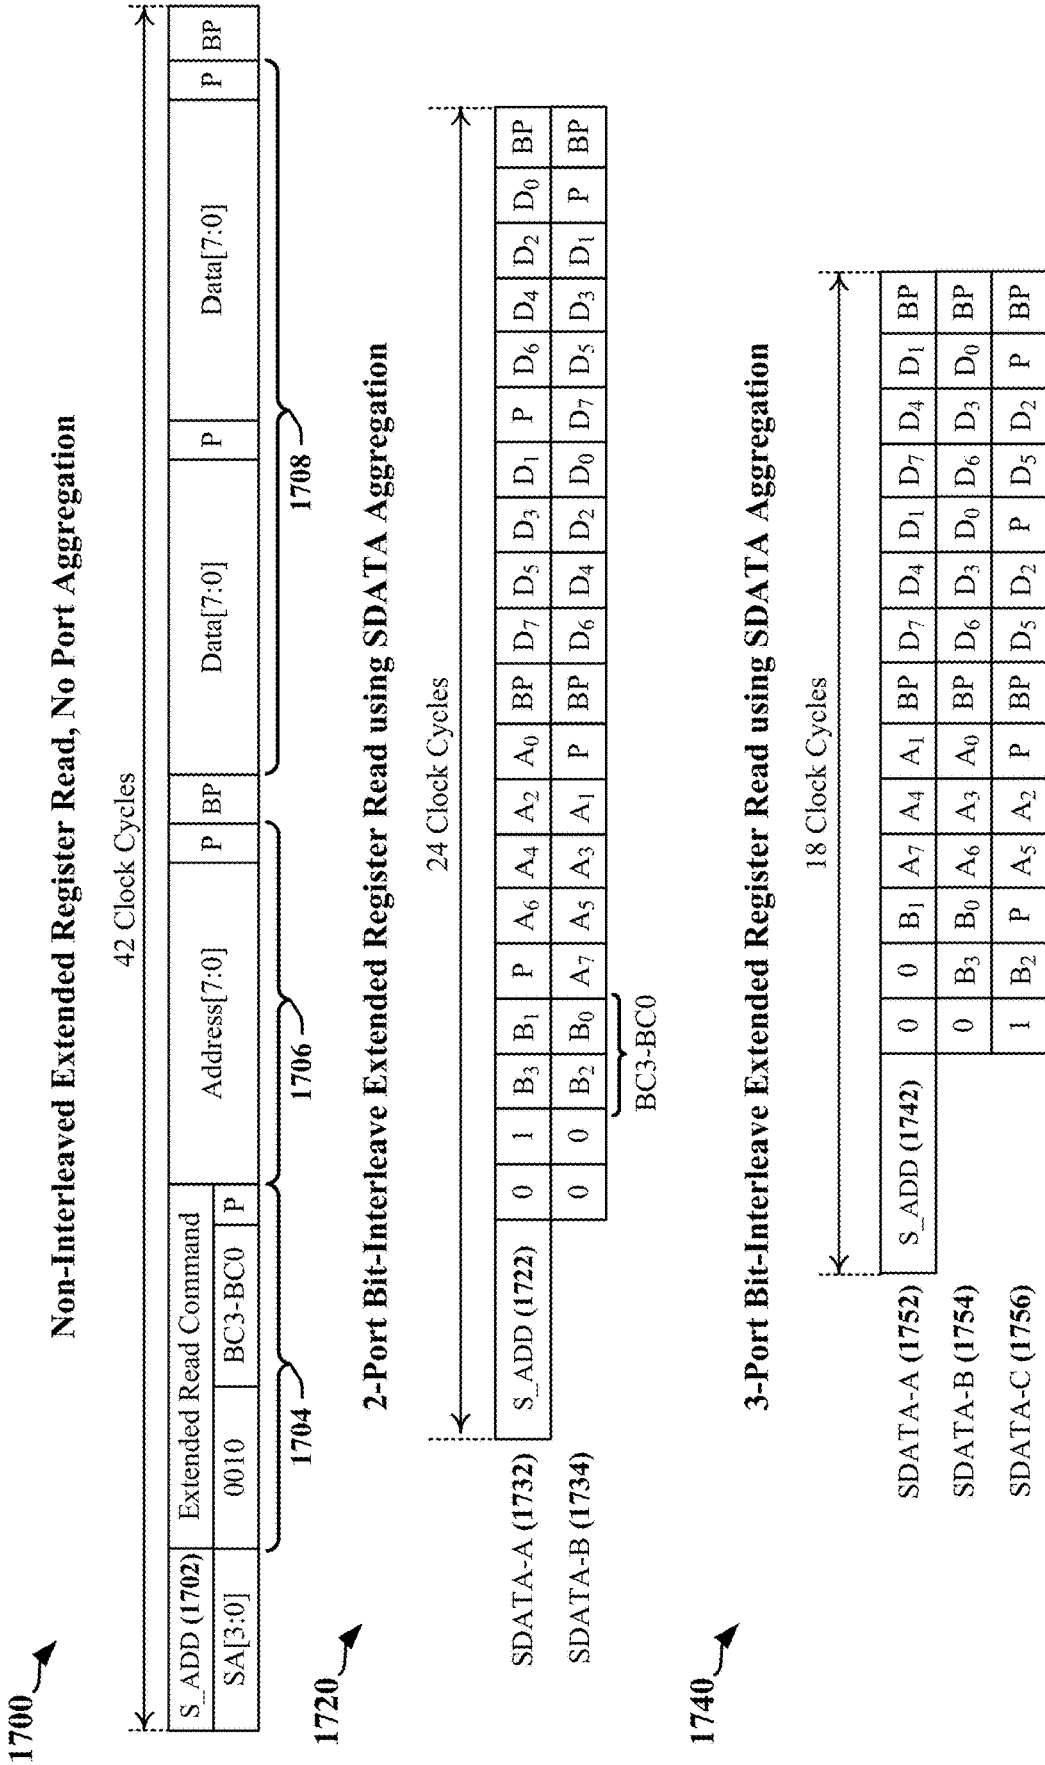 1700
Non-Interleaved Extended Register Read, No Port Aggregation
42 Clock Cycles
S_ADD (1702) Extended Read Command Address[7:0] P BP Data[7:0] P Data[7:0] P BP
SA[3:0] 0010 BC3-BC0 P
1704 1706 1708
1720
2-Port Bit-Interleave Extended Register Read using SDATA Aggregation
24 Clock Cycles
SDATA-A (1732) S_ADD (1722) 0 1 B3 B1 P A6 A4 A2 A0 BP D7 D5 D3 D1 P D6 D4 D2 D0 BP
SDATA-B (1734) 0 0 B2 B0 A7 A5 A3 A1 P BP D6 D4 D2 D0 D7 D5 D3 D1 P BP
BC3-BC0
1740
3-Port Bit-Interleave Extended Register Read using SDATA Aggregation
18 Clock Cycles
SDATA-A (1752) S_ADD (1742) 0 0 B1 A7 A4 A1 BP D7 D4 D1 D7 D4 D1 BP
SDATA-B (1754) 0 B3 B0 A6 A3 A0 BP D6 D3 D0 D6 D3 D0 BP
SDATA-C (1756) 1 B2 P A5 A2 P BP D5 D2 P D5 D2 P BP